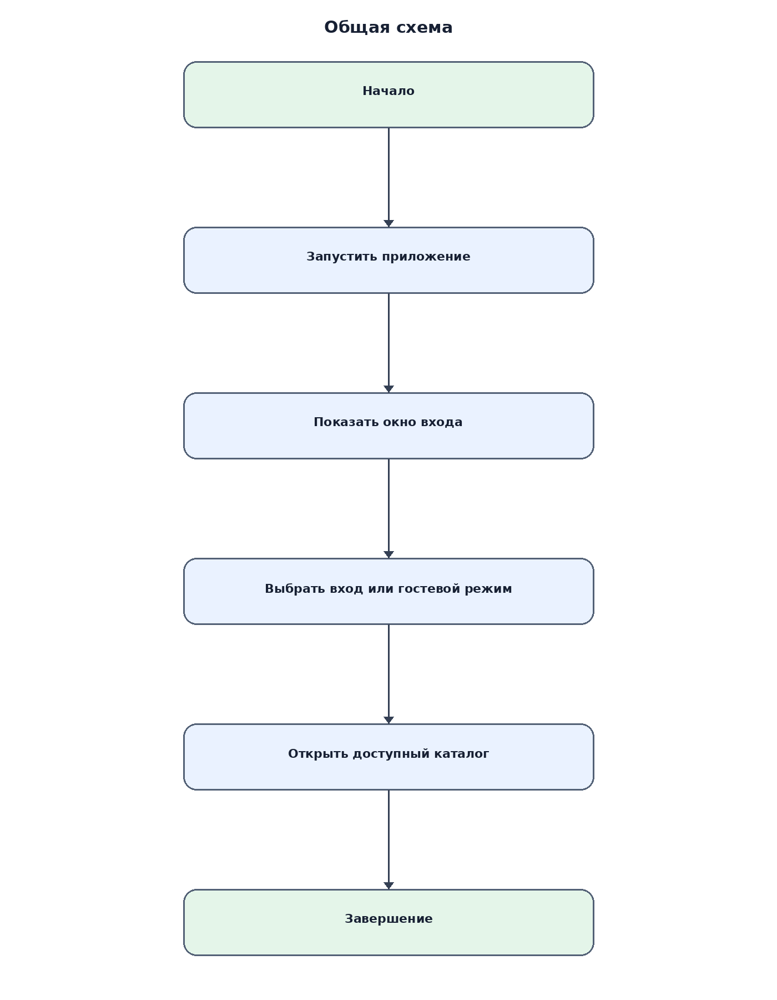 Общая схема
Начало
Запустить приложение
Показать окно входа
Выбрать вход или гостевой режим
Открыть доступный каталог
Завершение